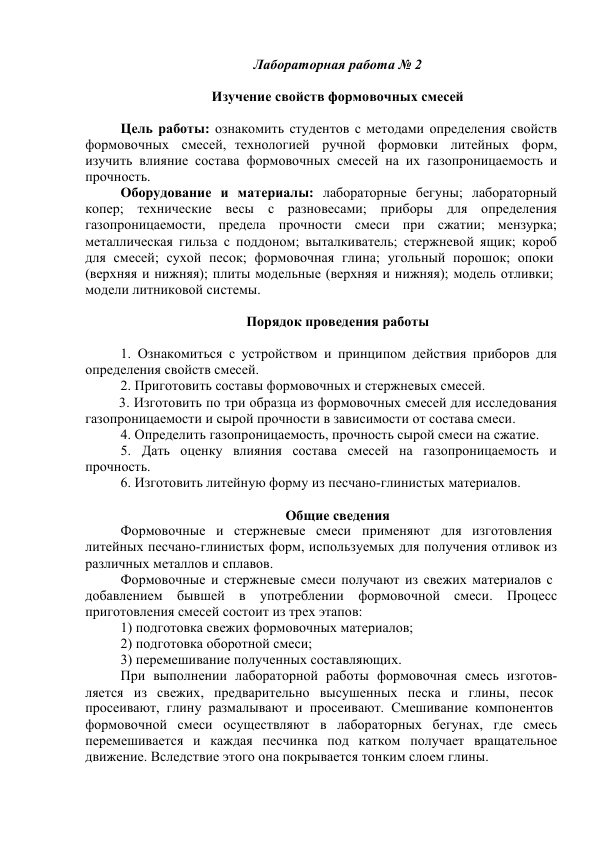 Лабораторная работа № 2
Изучение свойств формовочных смесей
Цель работы: ознакомить студентов с методами определения свойств
формовочных смесей, технологией ручной формовки литейных форм,
изучить влияние состава формовочных смесей на их газопроницаемость и
прочность.
Оборудование и материалы: лабораторные бегуны; лабораторный
копер; технические весы с разновесами; приборы для определения
газопроницаемости, предела прочности смеси при сжатии; мензурка;
металлическая гильза с поддоном; выталкиватель; стержневой ящик; короб
для смесей; сухой песок; формовочная глина; угольный порошок; опоки
(верхняя и нижняя); плиты модельные (верхняя и нижняя); модель отливки;
модели литниковой системы.
Порядок проведения работы
1. Ознакомиться с устройством и принципом действия приборов для
определения свойств смесей.
2. Приготовить составы формовочных и стержневых смесей.
3. Изготовить по три образца из формовочных смесей для исследования
газопроницаемости и сырой прочности в зависимости от состава смеси.
4. Определить газопроницаемость, прочность сырой смеси на сжатие.
5. Дать оценку влияния состава смесей на газопроницаемость и
прочность.
6. Изготовить литейную форму из песчано-глинистых материалов.
Общие сведения
Формовочные и стержневые смеси применяют для изготовления
литейных песчано-глинистых форм, используемых для получения отливок из
различных металлов и сплавов.
Формовочные и стержневые смеси получают из свежих материалов с
добавлением бывшей в употреблении формовочной смеси. Процесс
приготовления смесей состоит из трех этапов:
1) подготовка свежих формовочных материалов;
2) подготовка оборотной смеси;
3) перемешивание полученных составляющих.
При выполнении лабораторной работы формовочная смесь изготов-
ляется из свежих, предварительно высушенных песка и глины, песок
просеивают, глину размалывают и просеивают. Смешивание компонентов
формовочной смеси осуществляют в лабораторных бегунах, где смесь
перемешивается и каждая песчинка под катком получает вращательное
движение. Вследствие этого она покрывается тонким слоем глины.